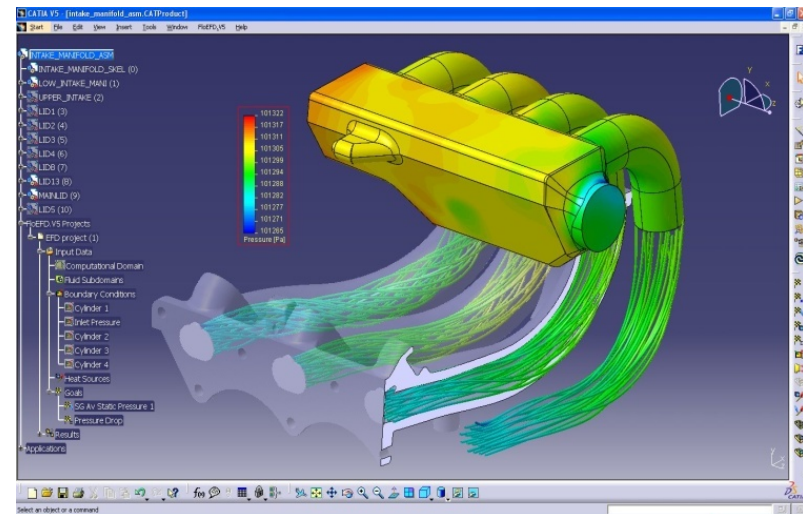 CATIA V5 - [intake_manifold_asm.CATProduct]
Start File Edit View Insert Tools Window FloEFD.V5 Help
INTAKE_MANIFOLD_ASM
INTAKE_MANIFOLD_SKEL (0)
LOW_INTAKE_MANI (1)
UPPER_INTAKE (2)
LID1 (3)
LID2 (4)
LID3 (5)
LID4 (6)
LID8 (7)
LID13 (8)
MAINLID (9)
LID5 (10)
FloEFD.V5 Projects
EFD project (1)
Input Data
Computational Domain
Fluid Subdomains
Boundary Conditions
Cylinder 1
Inlet Pressure
Cylinder 2
Cylinder 3
Cylinder 4
Heat Sources
Goals
SG Av Static Pressure 1
Pressure Drop
Results
Applications
101322
101317
101311
101305
101299
101294
101288
101282
101277
101271
101265
Pressure [Pa]
Y
X
Z
f(x)
Select an object or a command